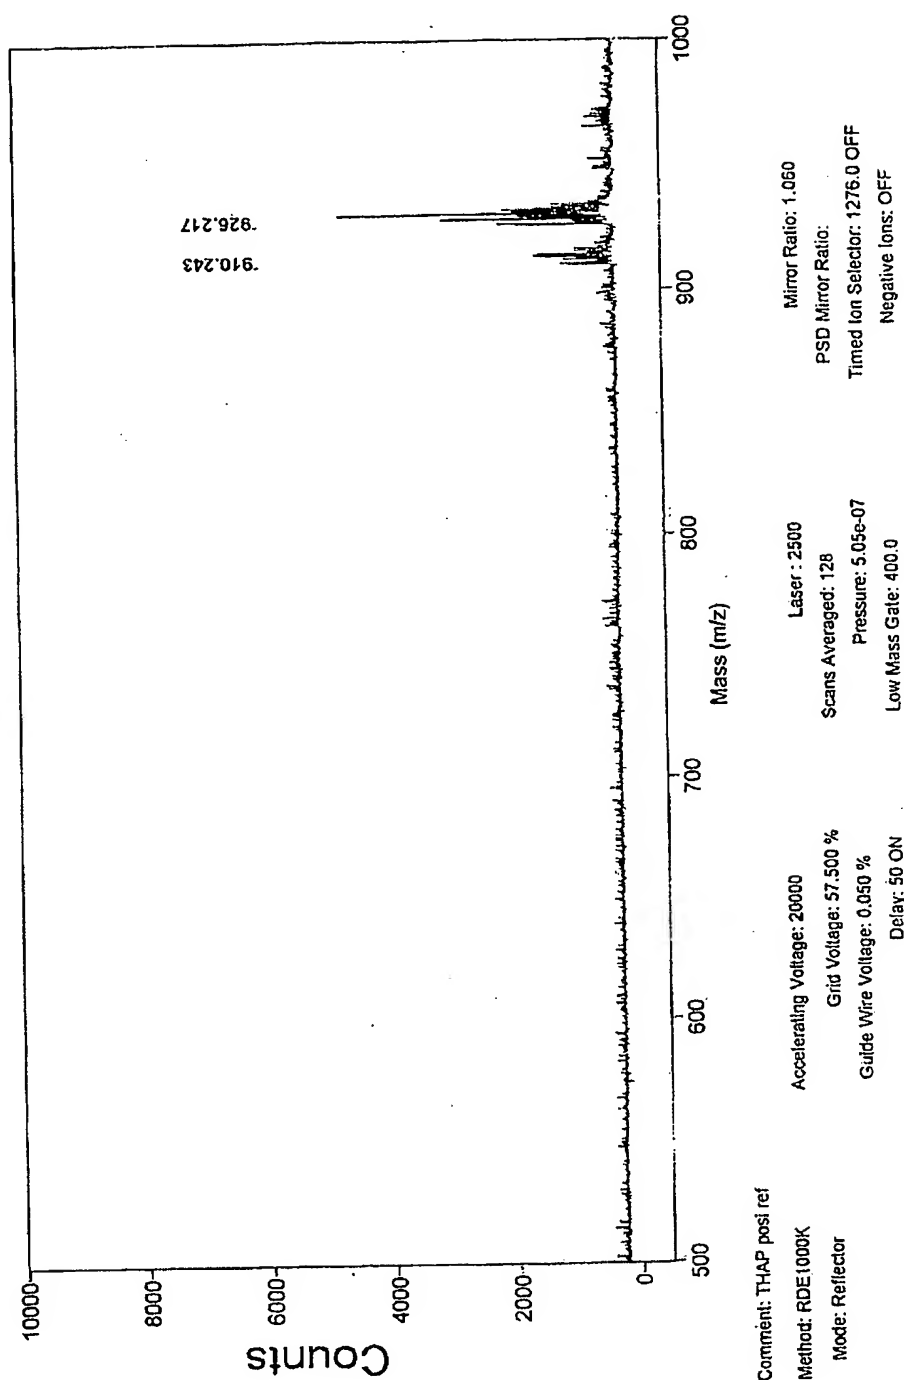 Counts
10000
8000
6000
4000
2000
0
926.217
910.243
500
600
700
800
900
1000
Mass (m/z)
Comment: THAP posi ref
Method: RDE1000K
Mode: Reflector
Accelerating Voltage: 20000
Grid Voltage: 57.500 %
Guide Wire Voltage: 0.050 %
Delay: 50 ON
Laser : 2500
Scans Averaged: 128
Pressure: 5.05e-07
Low Mass Gate: 400.0
Mirror Ratio: 1.060
PSD Mirror Ratio:
Timed Ion Selector: 1276.0 OFF
Negative Ions: OFF